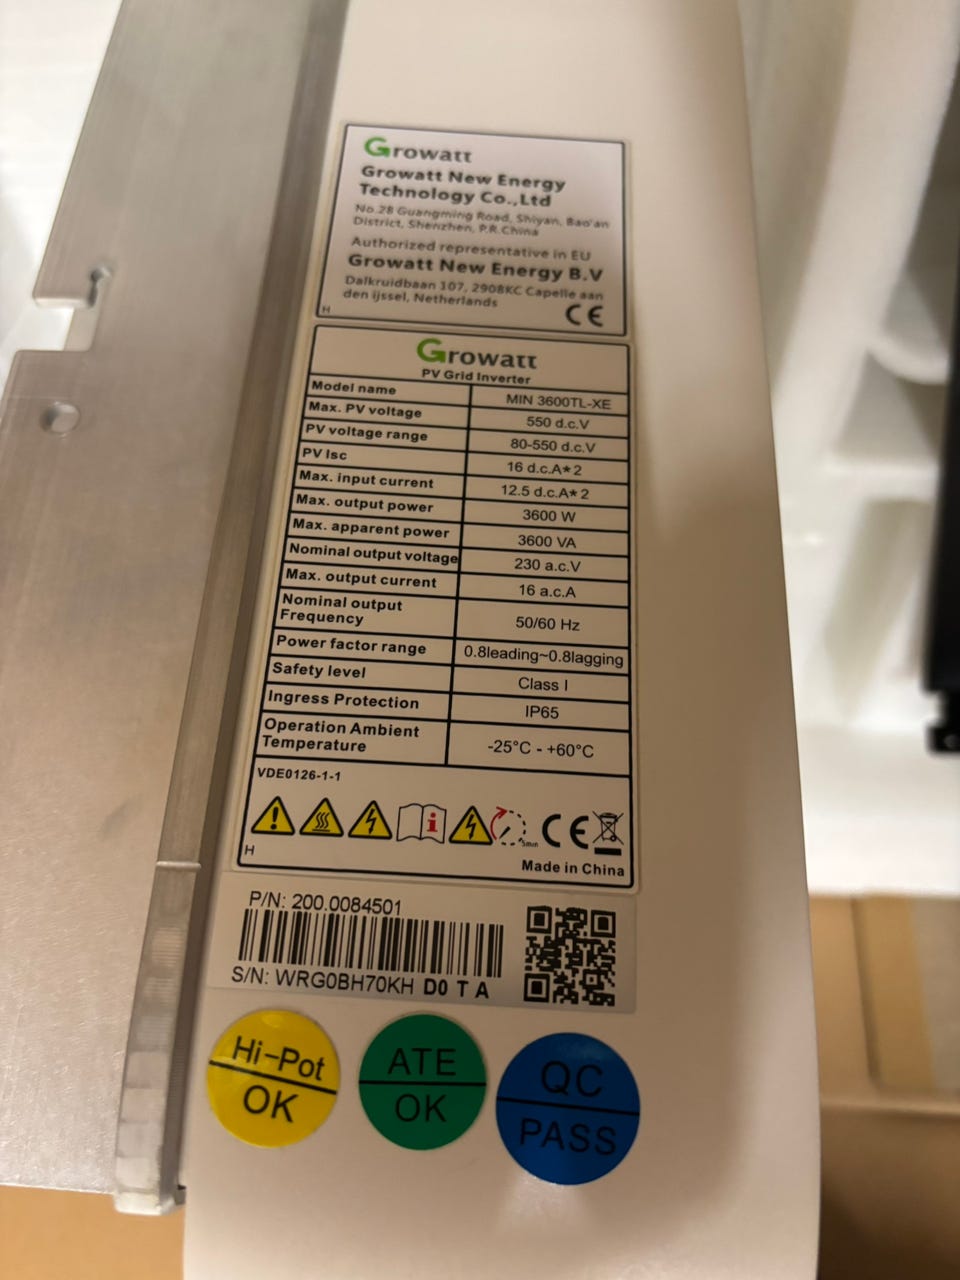 Growatt
Growatt New Energy
Technology Co.,Ltd
No.28 Guangming Road, Shiyan, Bao'an
District, Shenzhen, P.R.China
Authorized representative in EU
Growatt New Energy B.V
Dalkruidbaan 107, 2908KC Capelle aan
den ijssel, Netherlands
H
CE
Growatt
PV Grid Inverter
Model name MIN 3600TL-XE
Max. PV voltage 550 d.c.V
PV voltage range 80-550 d.c.V
PV Isc 16 d.c.A*2
Max. input current 12.5 d.c.A*2
Max. output power 3600 W
Max. apparent power 3600 VA
Nominal output voltage 230 a.c.V
Max. output current 16 a.c.A
Nominal output
Frequency 50/60 Hz
Power factor range 0.8leading~0.8lagging
Safety level Class I
Ingress Protection IP65
Operation Ambient
Temperature -25°C - +60°C
VDE0126-1-1
5min
CE
H
Made in China
P/N: 200.0084501
S/N: WRG0BH70KH D0 T A
Hi-Pot
OK
ATE
OK
QC
PASS